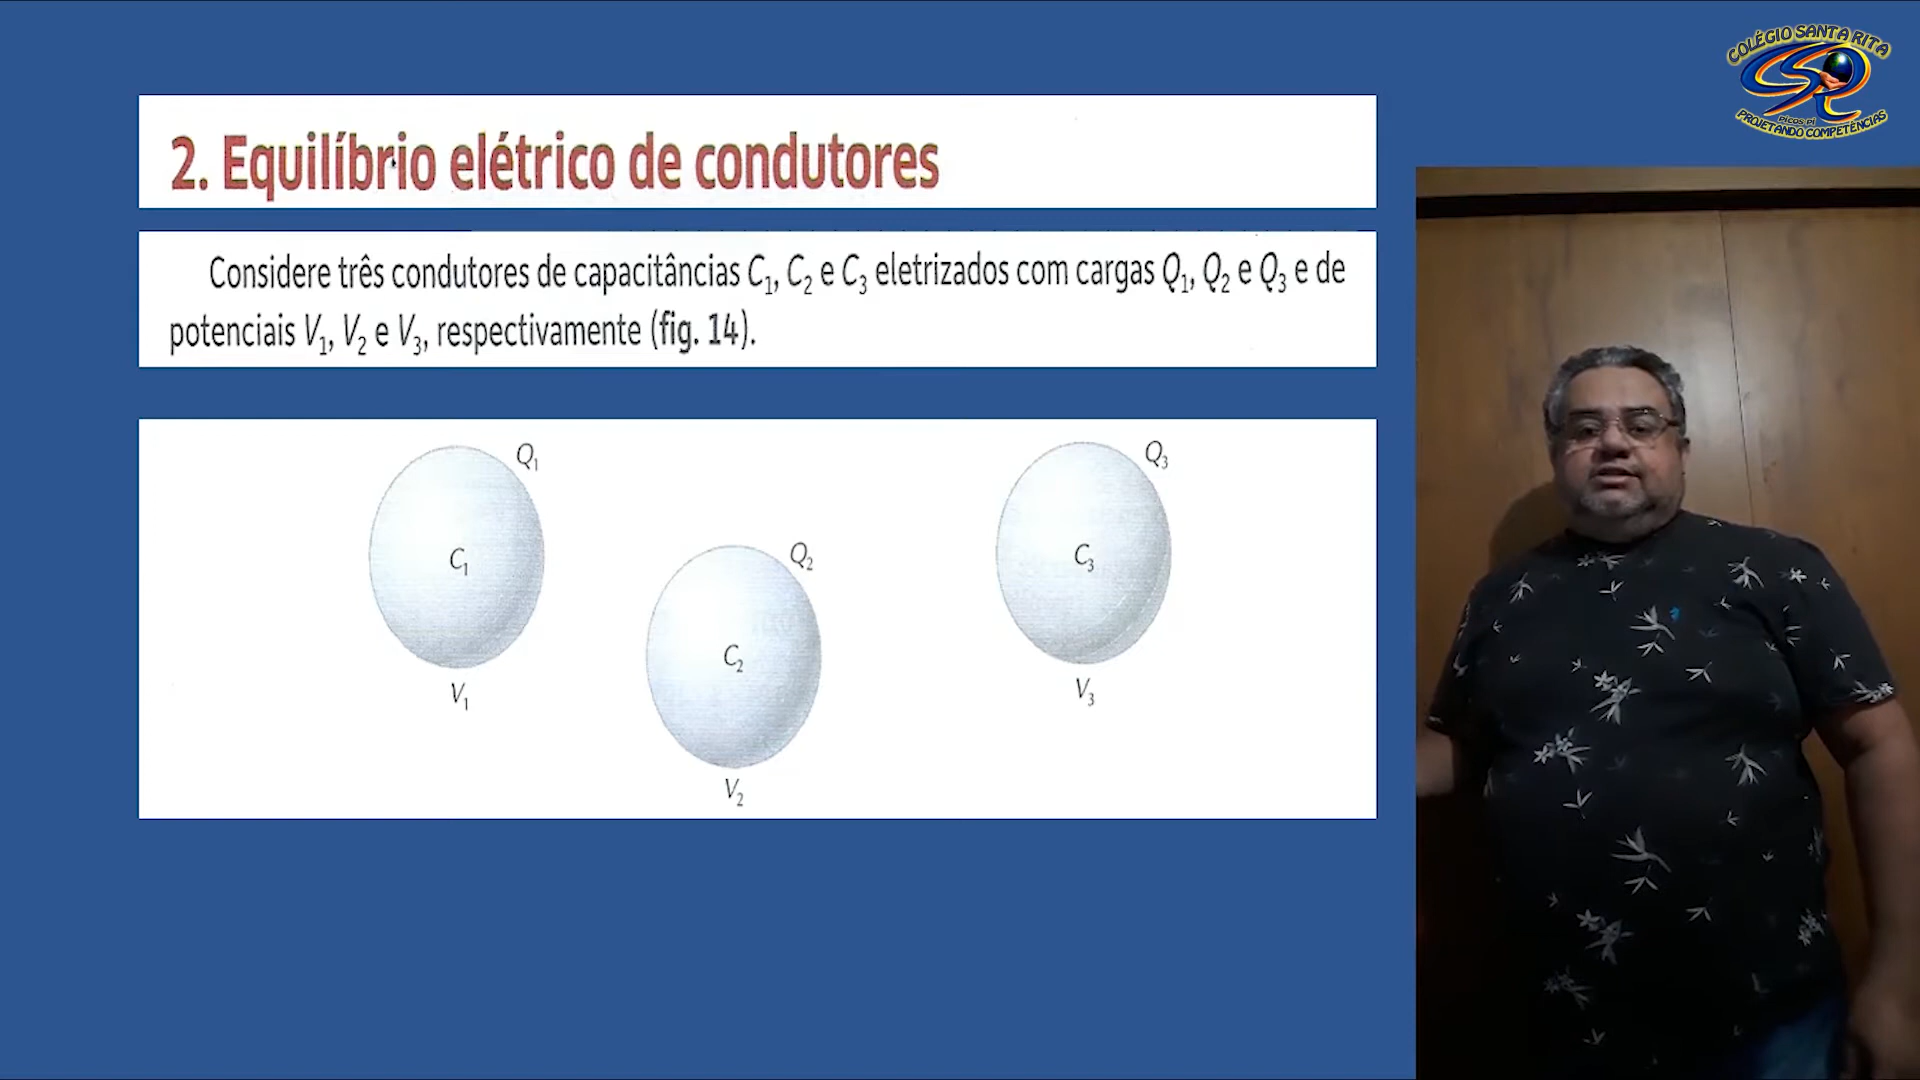 COLÉGIO SANTA RITA
PICOS PI
PROJETANDO COMPETÊNCIAS
2. Equilíbrio elétrico de condutores
Considere três condutores de capacitâncias C₁, C₂ e C₃ eletrizados com cargas Q₁, Q₂ e Q₃ e de
potenciais V₁, V₂ e V₃, respectivamente (fig. 14).
Q₁
C₁
V₁
Q₂
C₂
V₂
Q₃
C₃
V₃